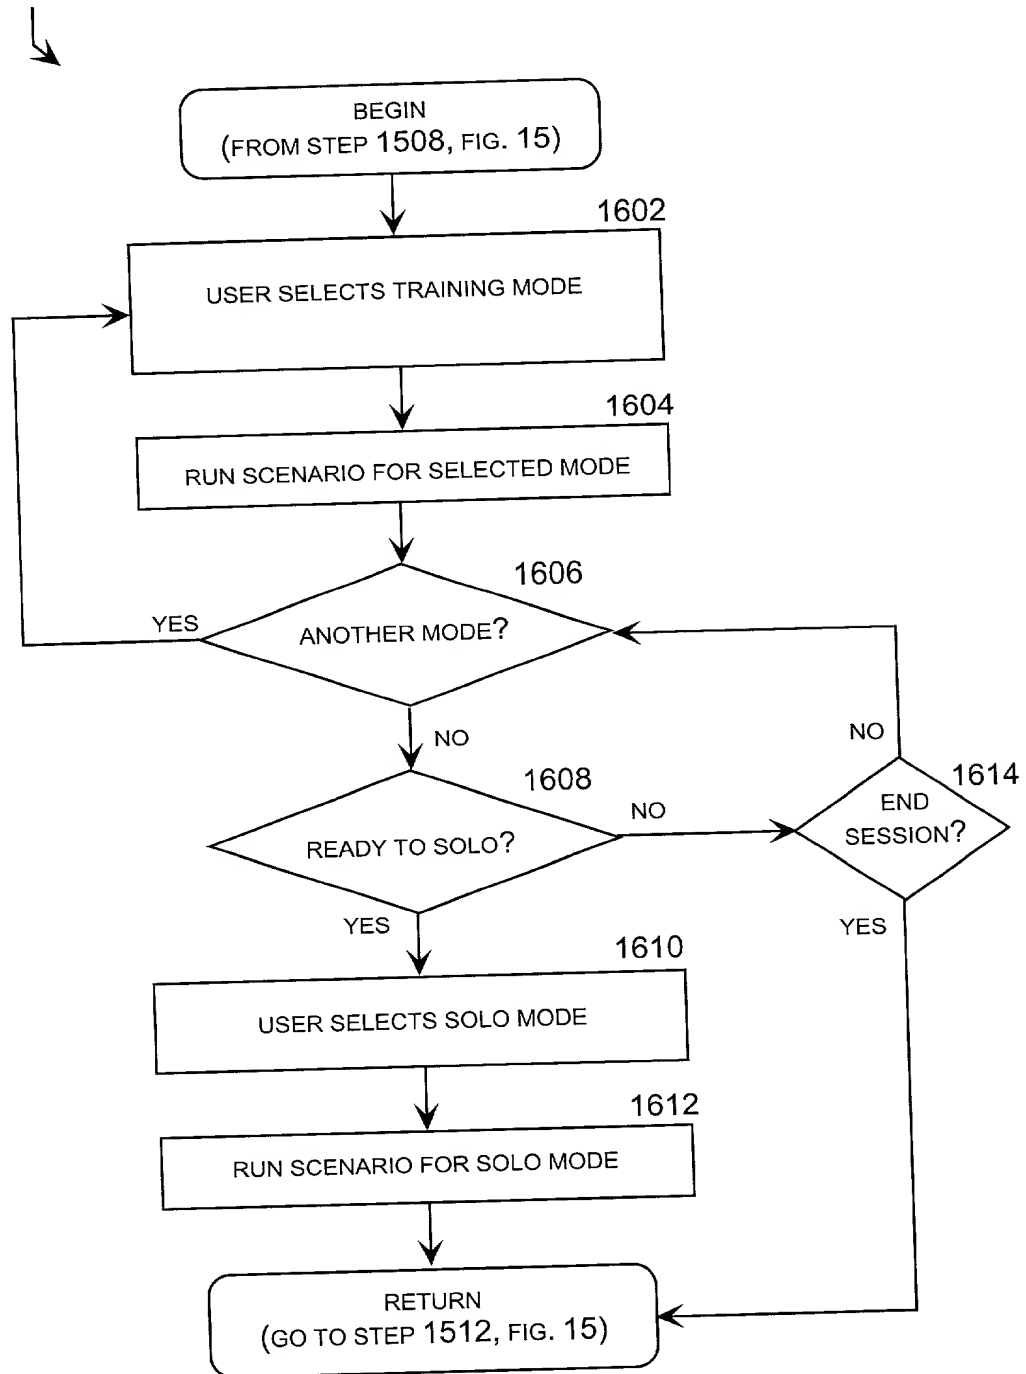 BEGIN
(FROM STEP 1508, FIG. 15)
1602
USER SELECTS TRAINING MODE
1604
RUN SCENARIO FOR SELECTED MODE
1606
YES
ANOTHER MODE?
NO
NO
1608
1614
NO
END
SESSION?
READY TO SOLO?
YES
YES
1610
USER SELECTS SOLO MODE
1612
RUN SCENARIO FOR SOLO MODE
RETURN
(GO TO STEP 1512, FIG. 15)